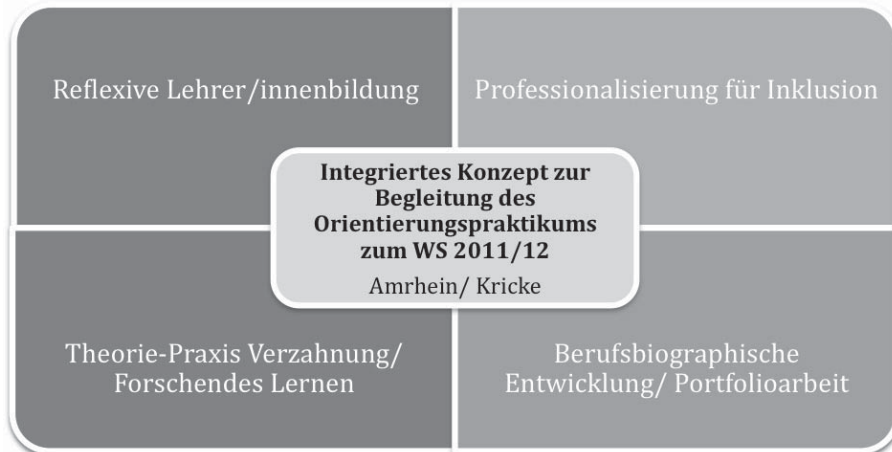 Reflexive Lehrer/innenbildung
Professionalisierung für Inklusion
Integriertes Konzept zur
Begleitung des
Orientierungspraktikums
zum WS 2011/12
Amrhein/ Kricke
Theorie-Praxis Verzahnung/
Forschendes Lernen
Berufsbiographische
Entwicklung/ Portfolioarbeit